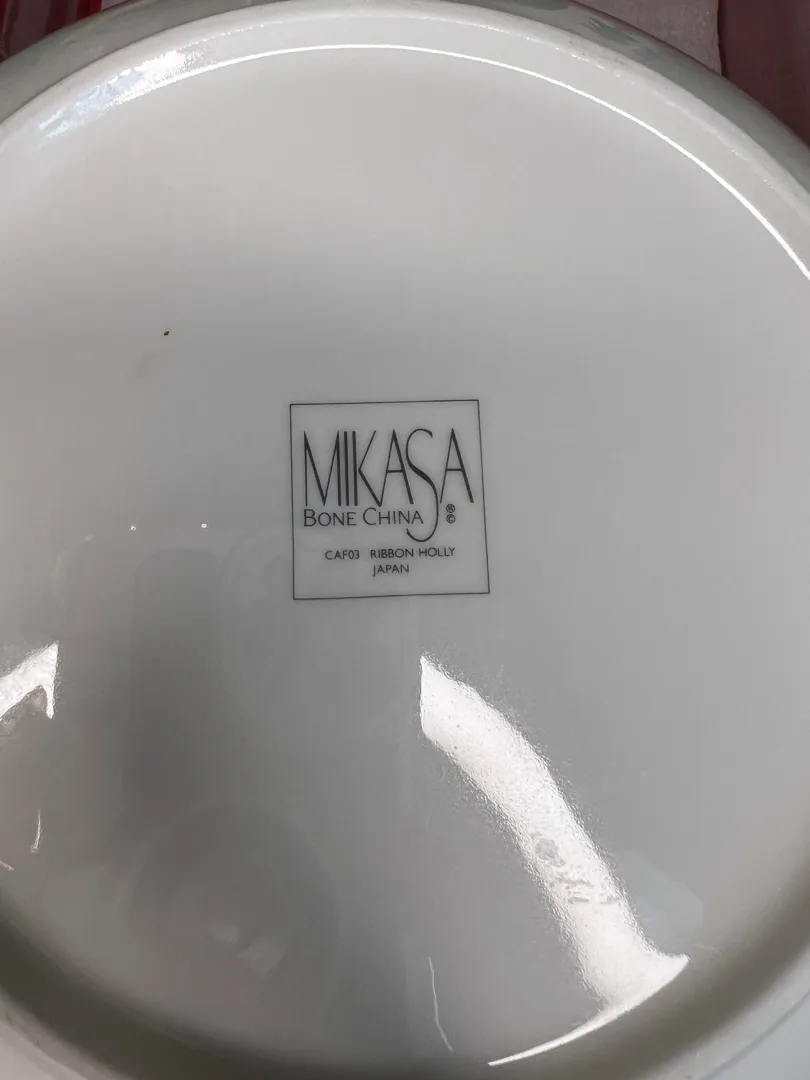 MIKASA
BONE CHINA ® ©
CAF03 RIBBON HOLLY
JAPAN